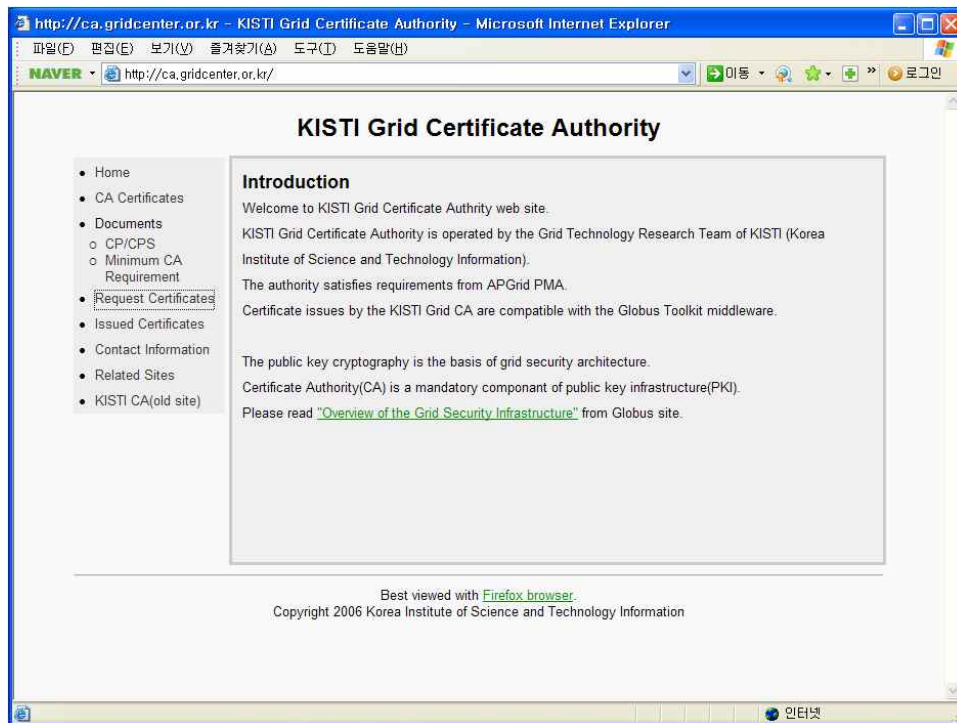 http://ca.gridcenter.or.kr - KISTI Grid Certificate Authority - Microsoft Internet Explorer
파일(F) 편집(E) 보기(V) 즐겨찾기(A) 도구(T) 도움말(H)
NAVER http://ca.gridcenter.or.kr/ 이동 » 로그인
KISTI Grid Certificate Authority
Home
CA Certificates
Documents
CP/CPS
Minimum CA
Requirement
Request Certificates
Issued Certificates
Contact Information
Related Sites
KISTI CA(old site)
Introduction
Welcome to KISTI Grid Certificate Authrity web site.
KISTI Grid Certificate Authority is operated by the Grid Technology Research Team of KISTI (Korea
Institute of Science and Technology Information).
The authority satisfies requirements from APGrid PMA.
Certificate issues by the KISTI Grid CA are compatible with the Globus Toolkit middleware.
The public key cryptography is the basis of grid security architecture.
Certificate Authority(CA) is a mandatory componant of public key infrastructure(PKI).
Please read "Overview of the Grid Security Infrastructure" from Globus site.
Best viewed with Firefox browser.
Copyright 2006 Korea Institute of Science and Technology Information
인터넷